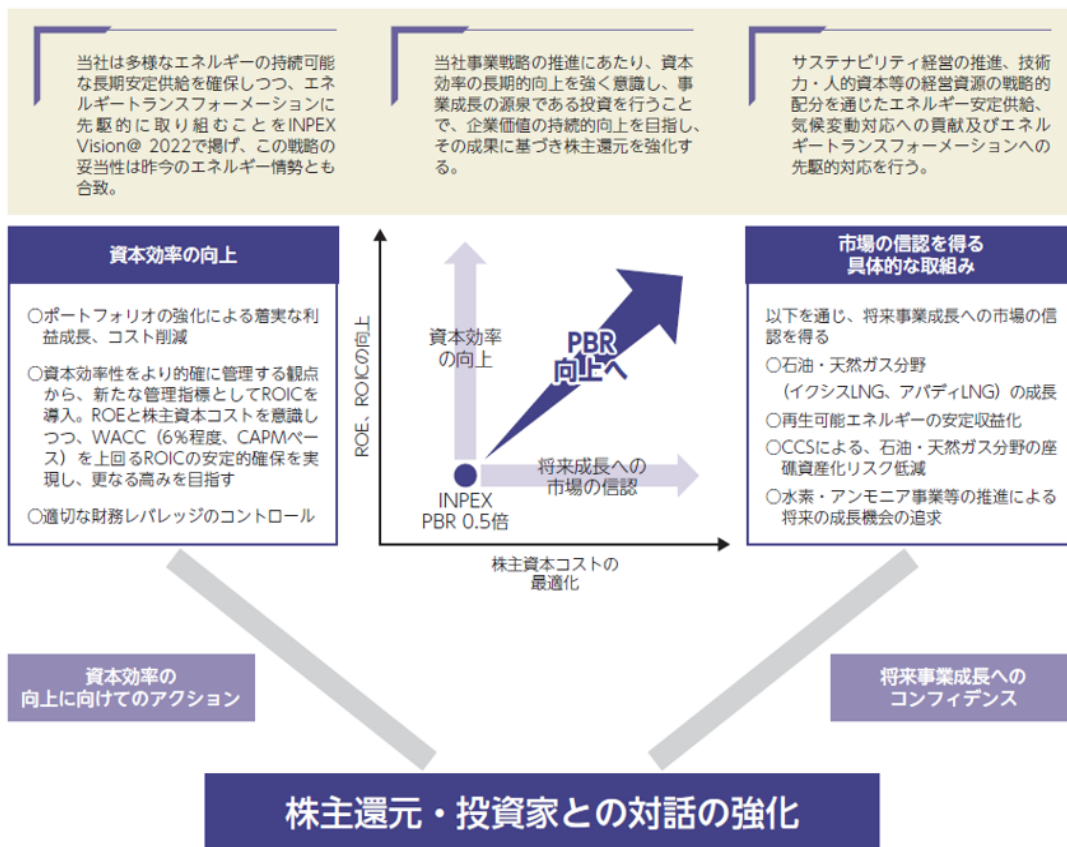 当社は多様なエネルギーの持続可能
な長期安定供給を確保しつつ、エネ
ルギートランスフォーメーションに
先駆的に取り組むことをINPEX
Vision@ 2022で掲げ、この戦略の
妥当性は昨今のエネルギー情勢とも
合致。
当社事業戦略の推進にあたり、資本
効率の長期的向上を強く意識し、事
業成長の源泉である投資を行うこと
で、企業価値の持続的向上を目指し、
その成果に基づき株主還元を強化す
る。
サステナビリティ経営の推進、技術
力・人的資本等の経営資源の戦略的
配分を通じたエネルギー安定供給、
気候変動対応への貢献及びエネル
ギートランスフォーメーションへの
先駆的対応を行う。
資本効率の向上
○ポートフォリオの強化による着実な利
益成長、コスト削減
○資本効率性をより的確に管理する観点
から、新たな管理指標としてROICを
導入。ROEと株主資本コストを意識し
つつ、WACC（6％程度、CAPMベー
ス）を上回るROICの安定的確保を実
現し、更なる高みを目指す
○適切な財務レバレッジのコントロール
ROE、ROICの向上
資本効率
の向上
PBR
向上へ
将来成長への
市場の信認
INPEX
PBR 0.5倍
株主資本コストの
最適化
市場の信認を得る
具体的な取組み
以下を通じ、将来事業成長への市場の信
認を得る
○石油・天然ガス分野
（イクシスLNG、アバディLNG）の成長
○再生可能エネルギーの安定収益化
○CCSによる、石油・天然ガス分野の座
礁資産化リスク低減
○水素・アンモニア事業等の推進による
将来の成長機会の追求
資本効率の
向上に向けてのアクション
将来事業成長への
コンフィデンス
株主還元・投資家との対話の強化